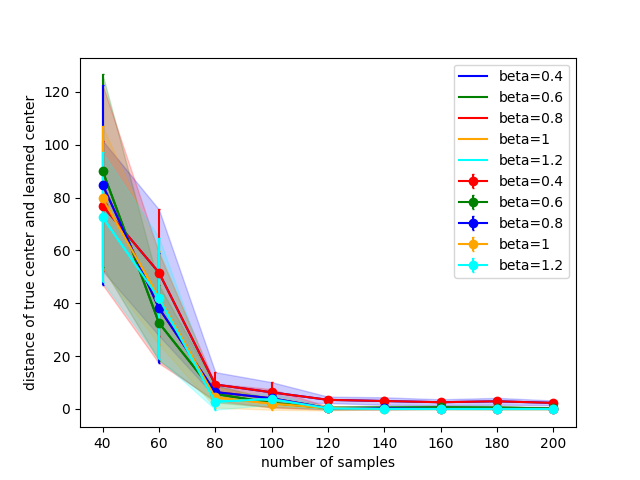 120
100
80
60
40
20
0
distance of true center and learned center
40 60 80 100 120 140 160 180 200
number of samples
beta=0.4
beta=0.6
beta=0.8
beta=1
beta=1.2
beta=0.4
beta=0.6
beta=0.8
beta=1
beta=1.2